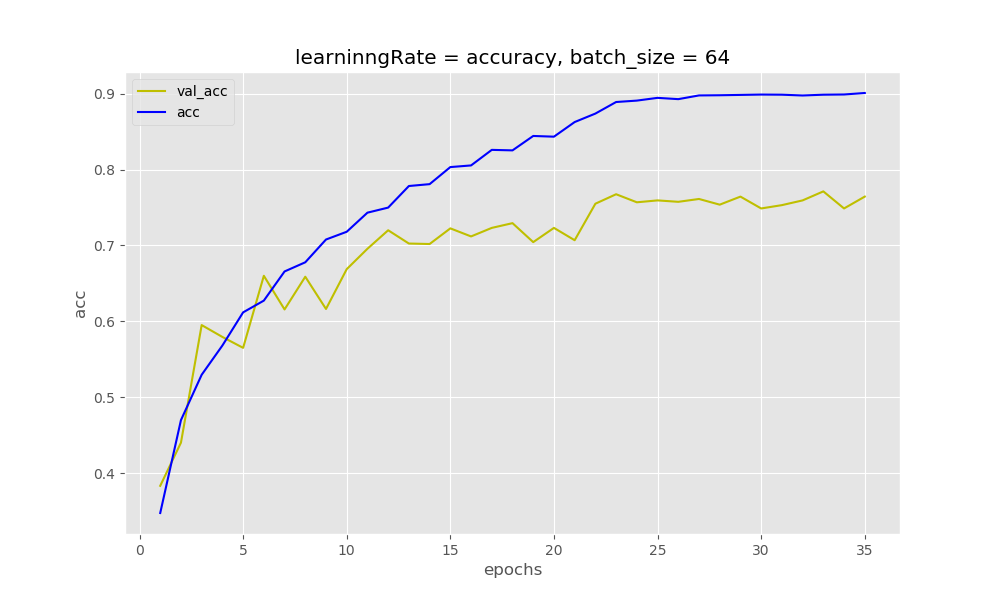 learninngRate = accuracy, batch_size = 64
val_acc
acc
0.9
0.8
0.7
0.6
0.5
0.4
acc
0 5 10 15 20 25 30 35
epochs